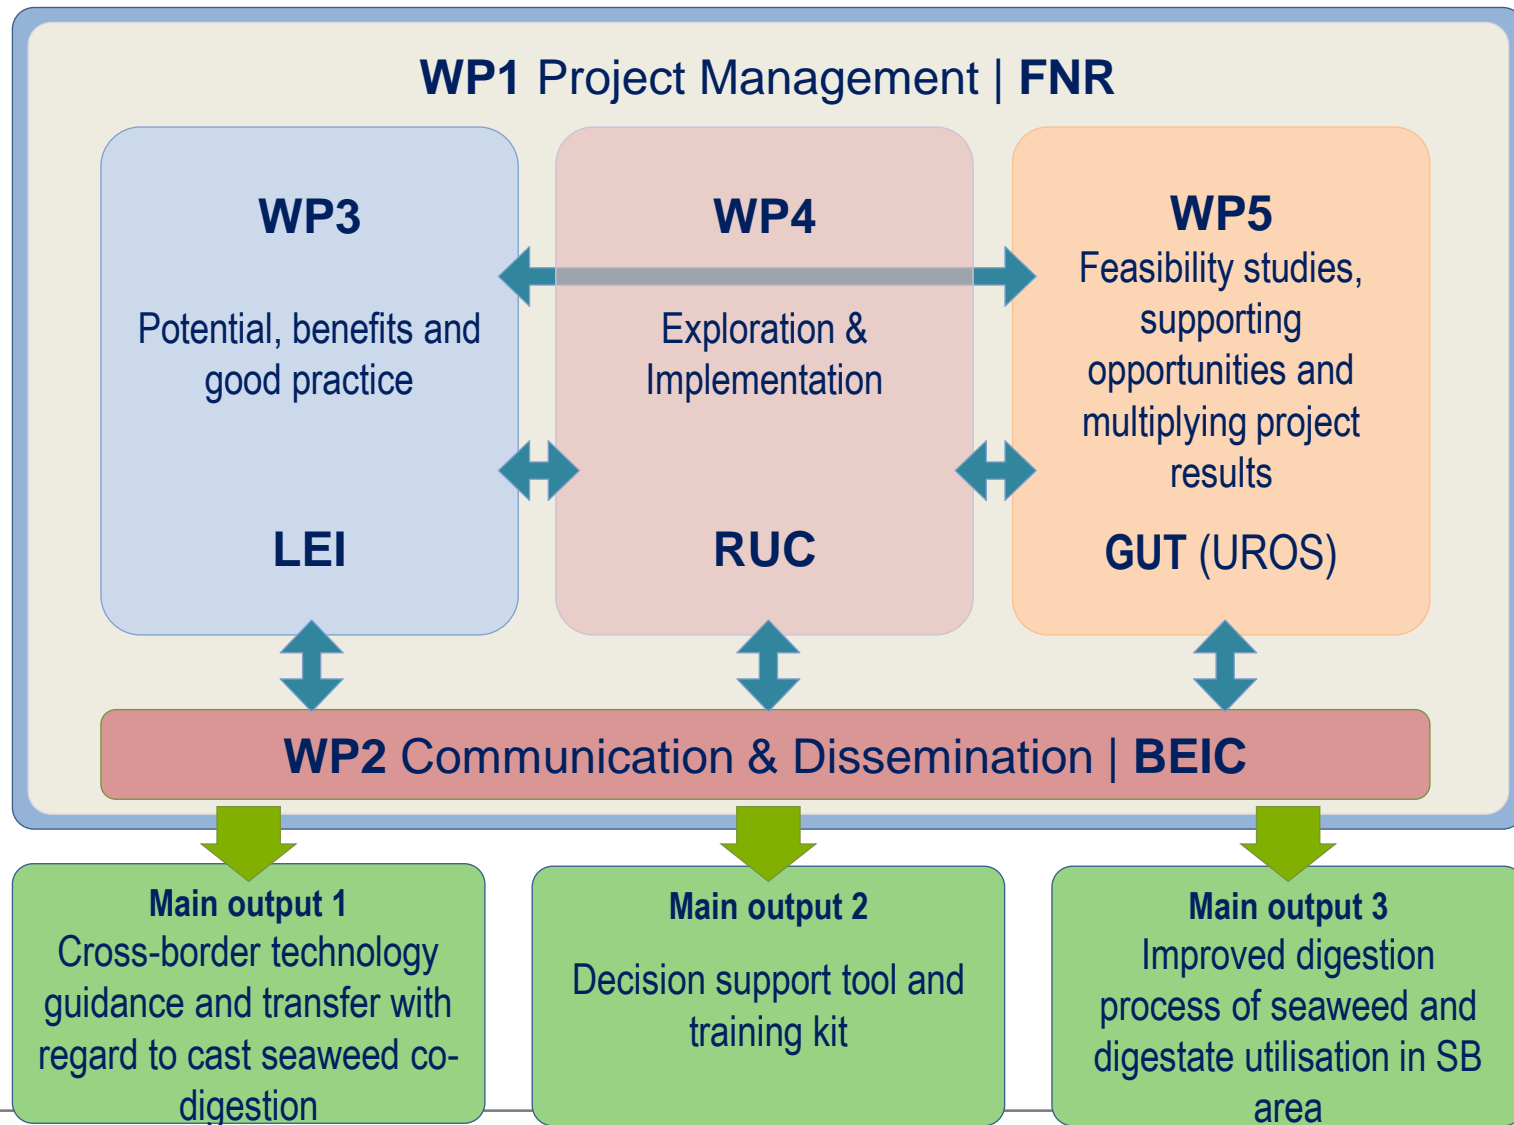 WP1 Project Management | FNR
WP3
Potential, benefits and
good practice
LEI
WP4
Exploration &
Implementation
RUC
WP5
Feasibility studies,
supporting
opportunities and
multiplying project
results
GUT (UROS)
WP2 Communication & Dissemination | BEIC
Main output 1
Cross-border technology
guidance and transfer with
regard to cast seaweed co-
digestion
Main output 2
Decision support tool and
training kit
Main output 3
Improved digestion
process of seaweed and
digestate utilisation in SB
area